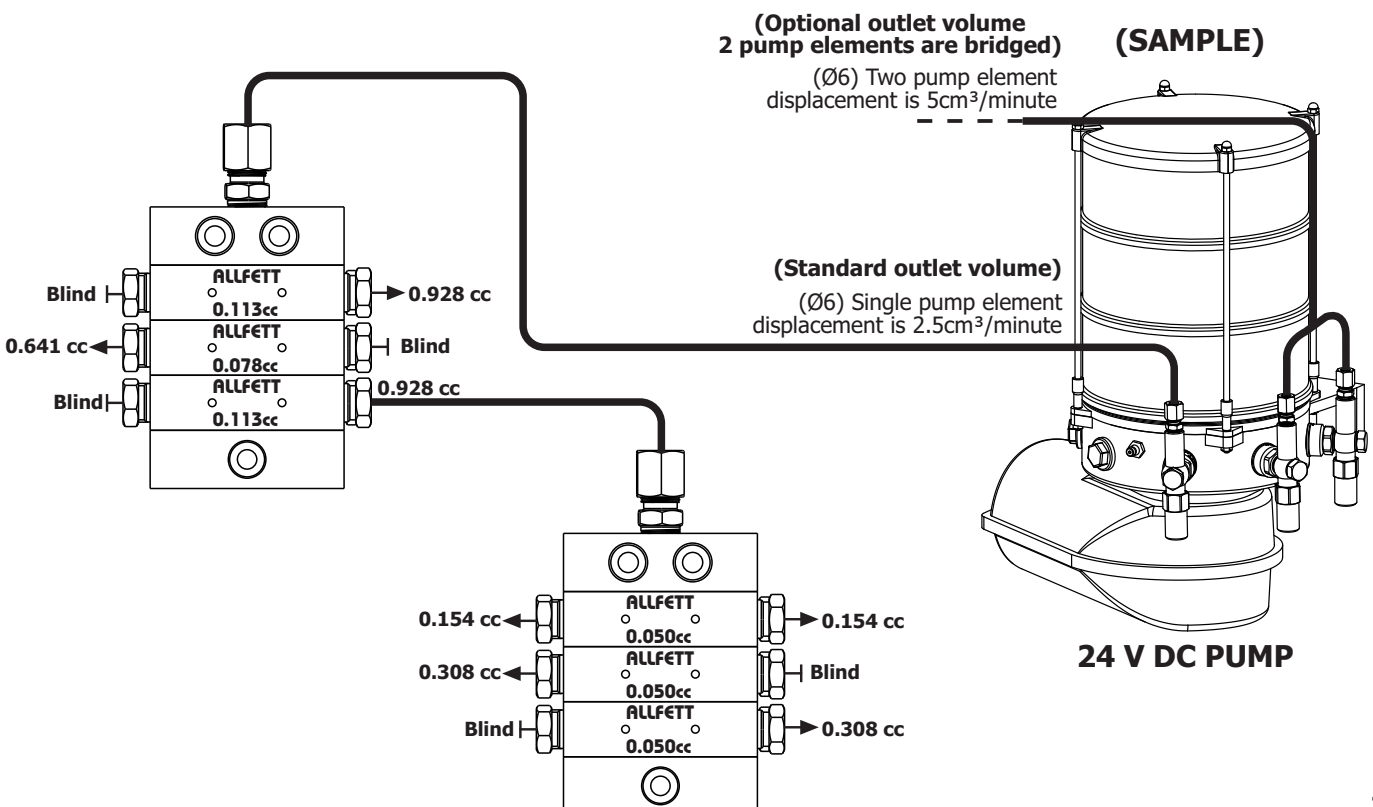 (Optional outlet volume
2 pump elements are bridged)
(Ø6) Two pump element
displacement is 5cm³/minute
(SAMPLE)
(Standard outlet volume)
(Ø6) Single pump element
displacement is 2.5cm³/minute
24 V DC PUMP
Blind
ALLFETT
0.113cc
0.928 cc
0.641 cc
ALLFETT
0.078cc
Blind
Blind
ALLFETT
0.113cc
0.928 cc
0.154 cc
ALLFETT
0.050cc
0.154 cc
0.308 cc
ALLFETT
0.050cc
Blind
Blind
ALLFETT
0.050cc
0.308 cc